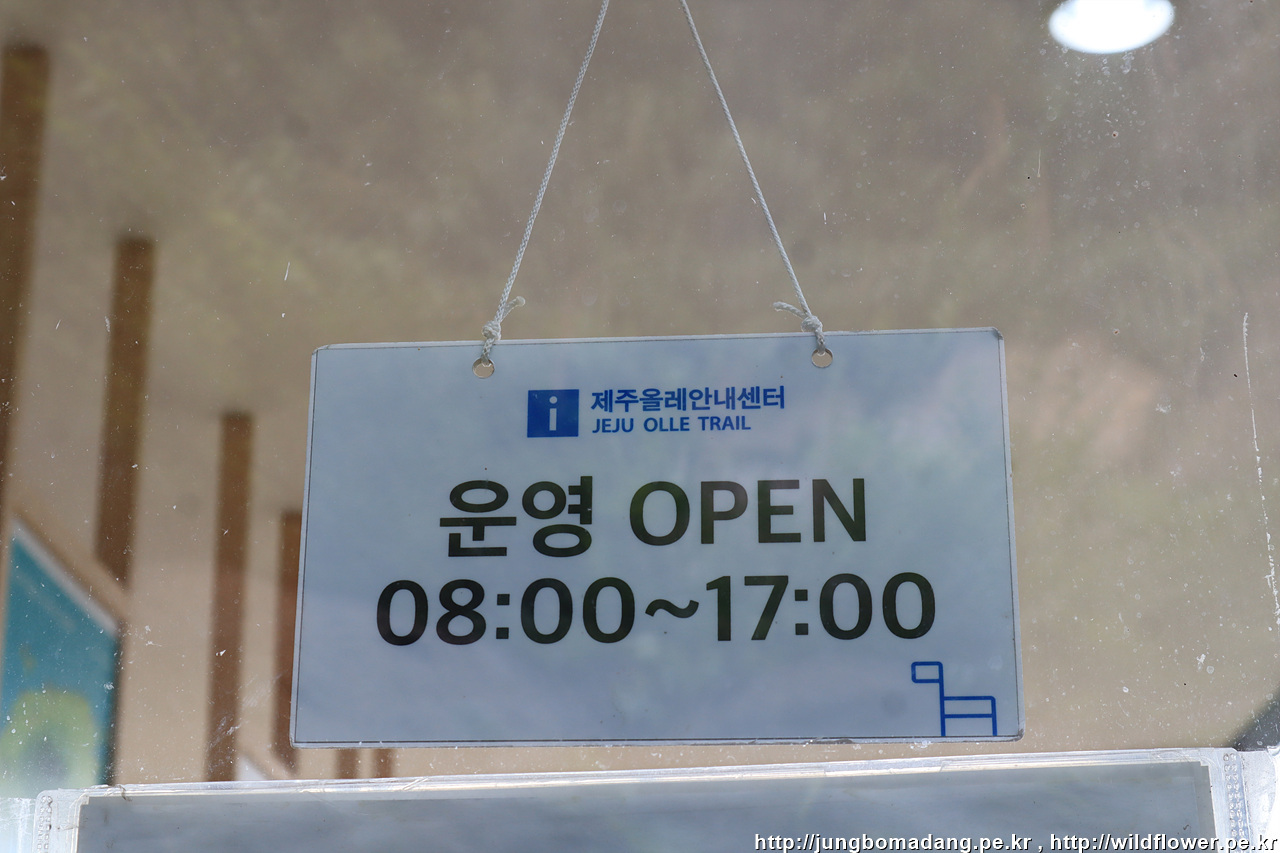 i 제주올레안내센터
JEJU OLLE TRAIL
운영 OPEN
08:00~17:00
http://jungbomadang.pe.kr , http://wildflower.pe.kr